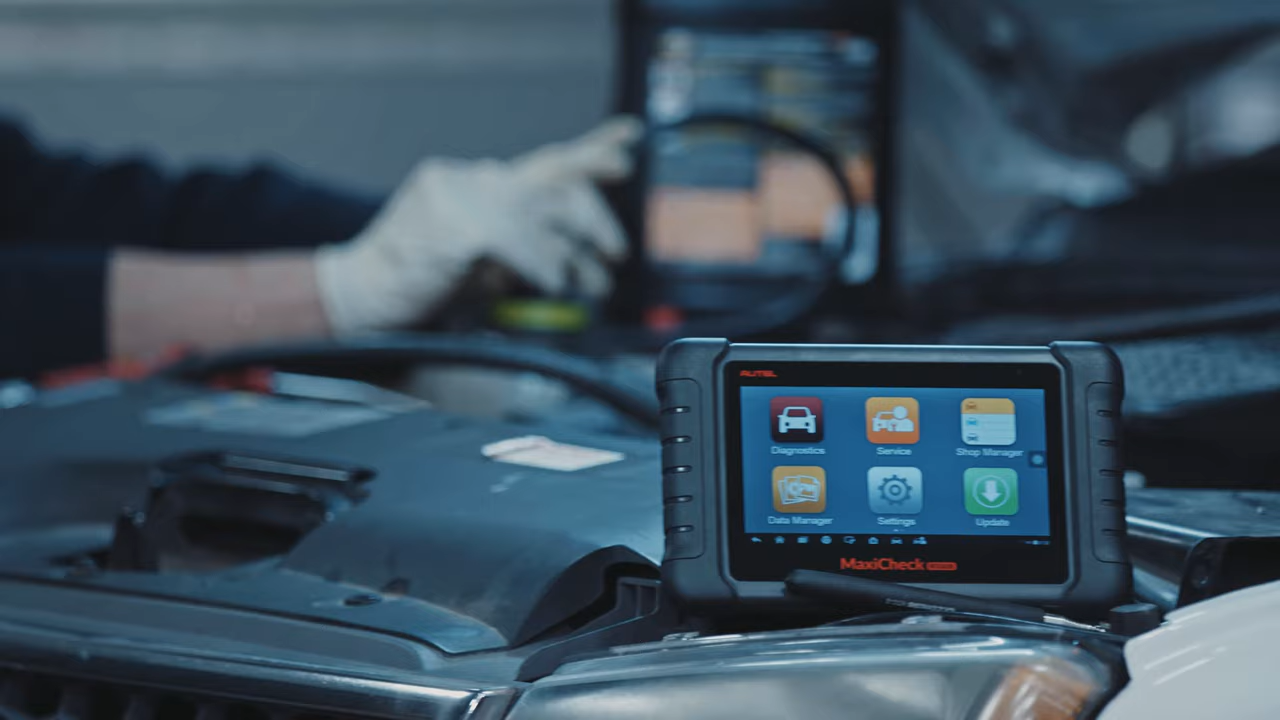 AUTEL
Diagnostics
Service
Shop Manager
Data Manager
Settings
Update
MaxiCheck